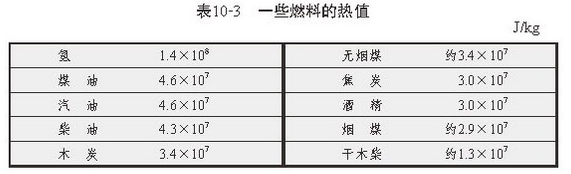 表10-3 一些燃料的热值
J/kg
氢 1.4×10⁸ 无烟煤 约3.4×10⁷
煤油 4.6×10⁷ 焦炭 3.0×10⁷
汽油 4.6×10⁷ 酒精 3.0×10⁷
柴油 4.3×10⁷ 烟煤 约2.9×10⁷
木炭 3.4×10⁷ 干木柴 约1.3×10⁷